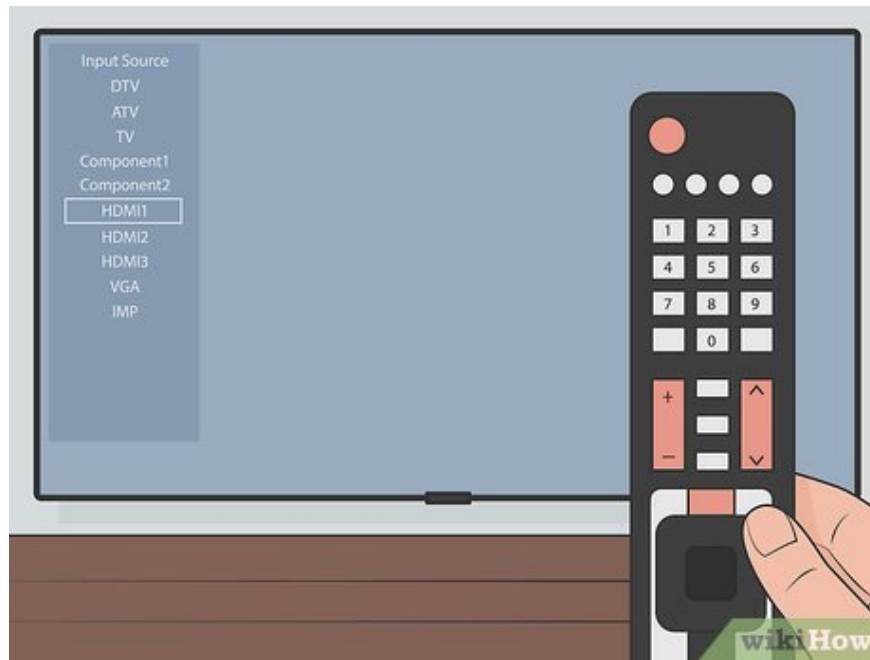 Input Source
DTV
ATV
TV
Component1
Component2
HDMI1
HDMI2
HDMI3
VGA
IMP
1 2 3
4 5 6
7 8 9
0
+
−
wikiHow